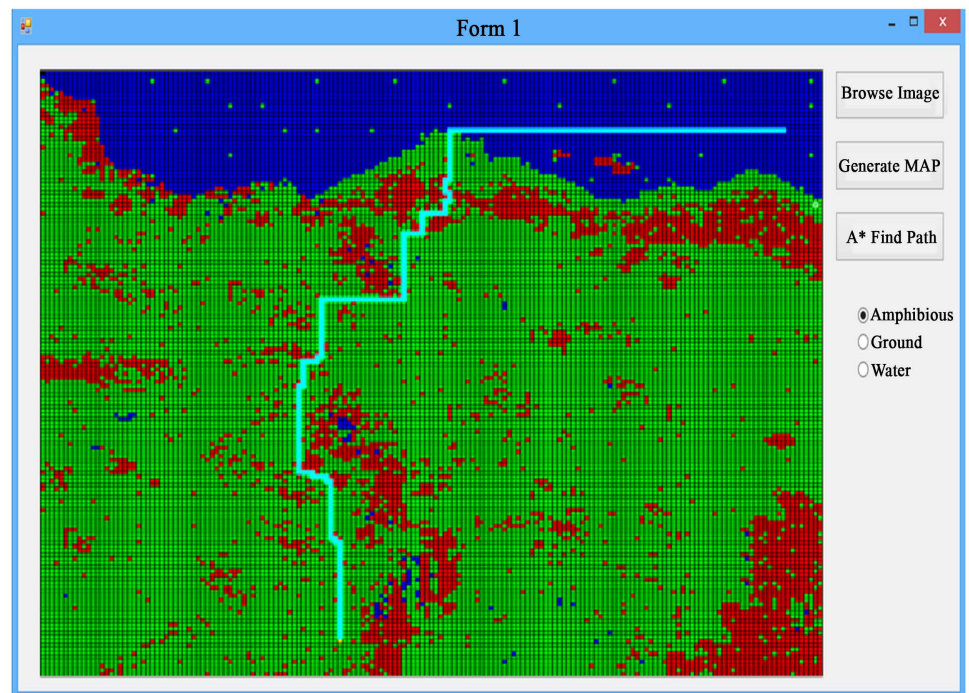 Form 1
Browse Image
Generate MAP
A* Find Path
Amphibious
Ground
Water